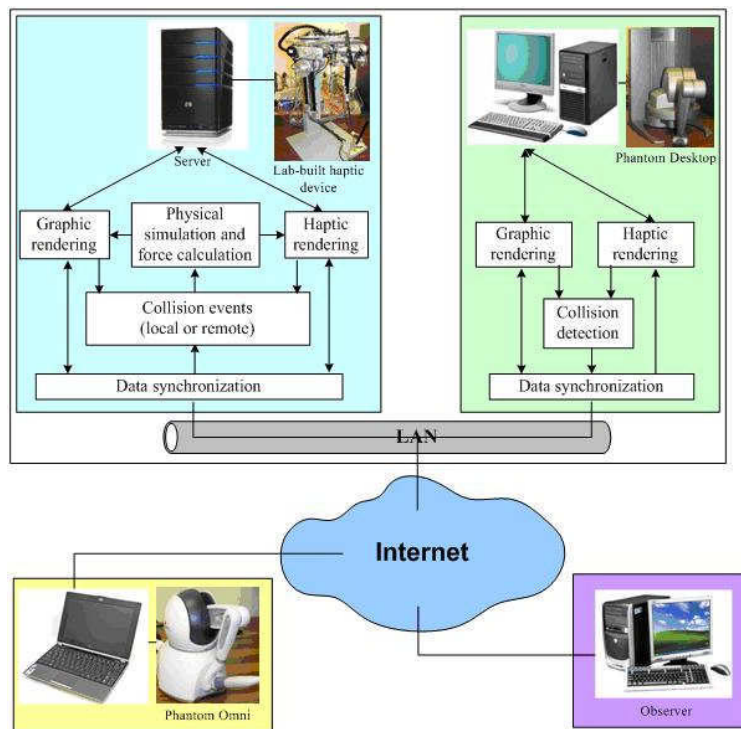 Server
Lab-built haptic
device
Graphic
rendering
Physical
simulation and
force calculation
Haptic
rendering
Collision events
(local or remote)
Data synchronization
Phantom Desktop
Graphic
rendering
Haptic
rendering
Collision
detection
Data synchronization
LAN
Internet
Phantom Omni
Observer